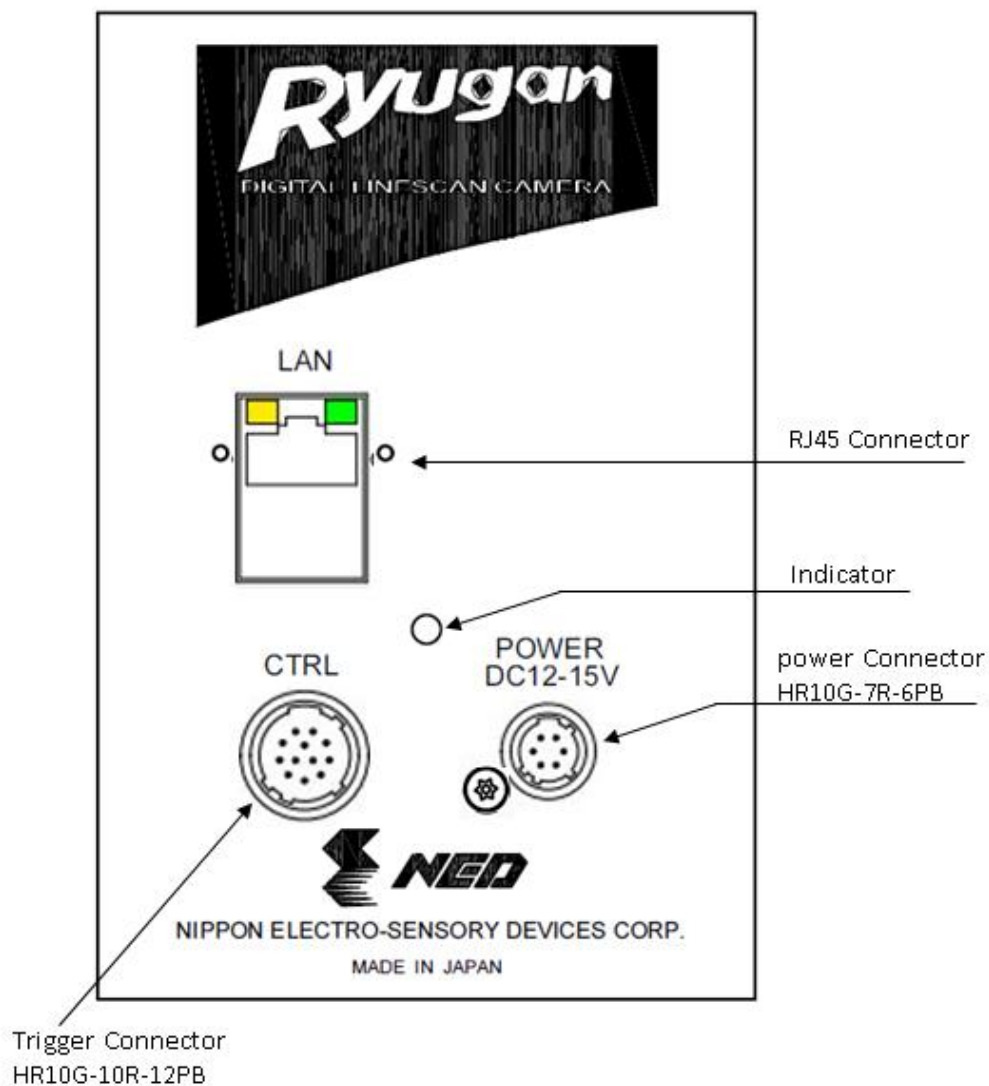 Ryugan
DIGITAL LINESCAN CAMERA
LAN
RJ45 Connector
Indicator
CTRL
POWER
DC12-15V
power Connector
HR10G-7R-6PB
NED
NIPPON ELECTRO-SENSORY DEVICES CORP.
MADE IN JAPAN
Trigger Connector
HR10G-10R-12PB